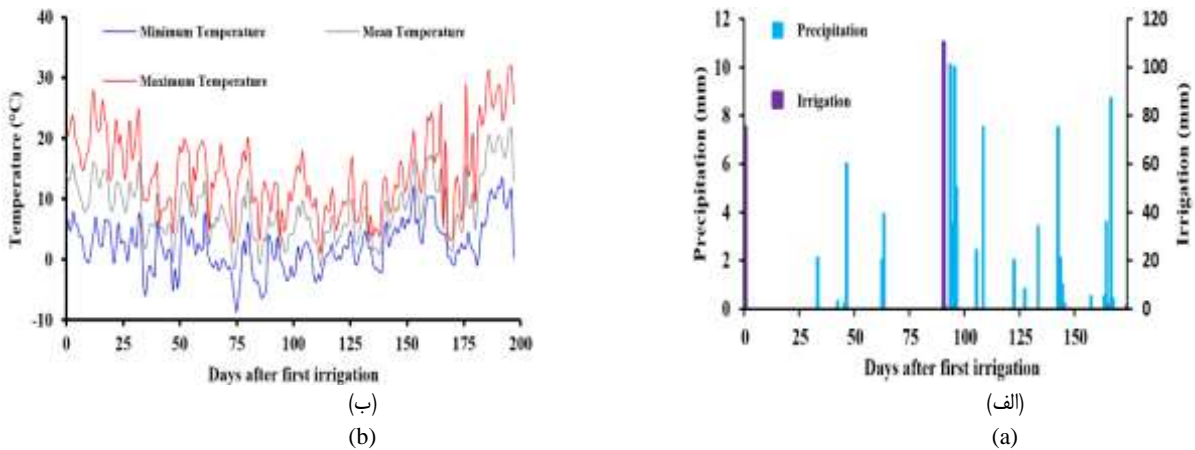 40
30
20
10
0
-10
Temperature (°C)
Minimum Temperature
Mean Temperature
Maximum Temperature
0 25 50 75 100 125 150 175 200
Days after first irrigation
(ب)
(b)
12
10
8
6
4
2
0
Precipitation (mm)
Precipitation
Irrigation
120
100
80
60
40
20
0
Irrigation (mm)
0 25 50 75 100 125 150
Days after first irrigation
(الف)
(a)